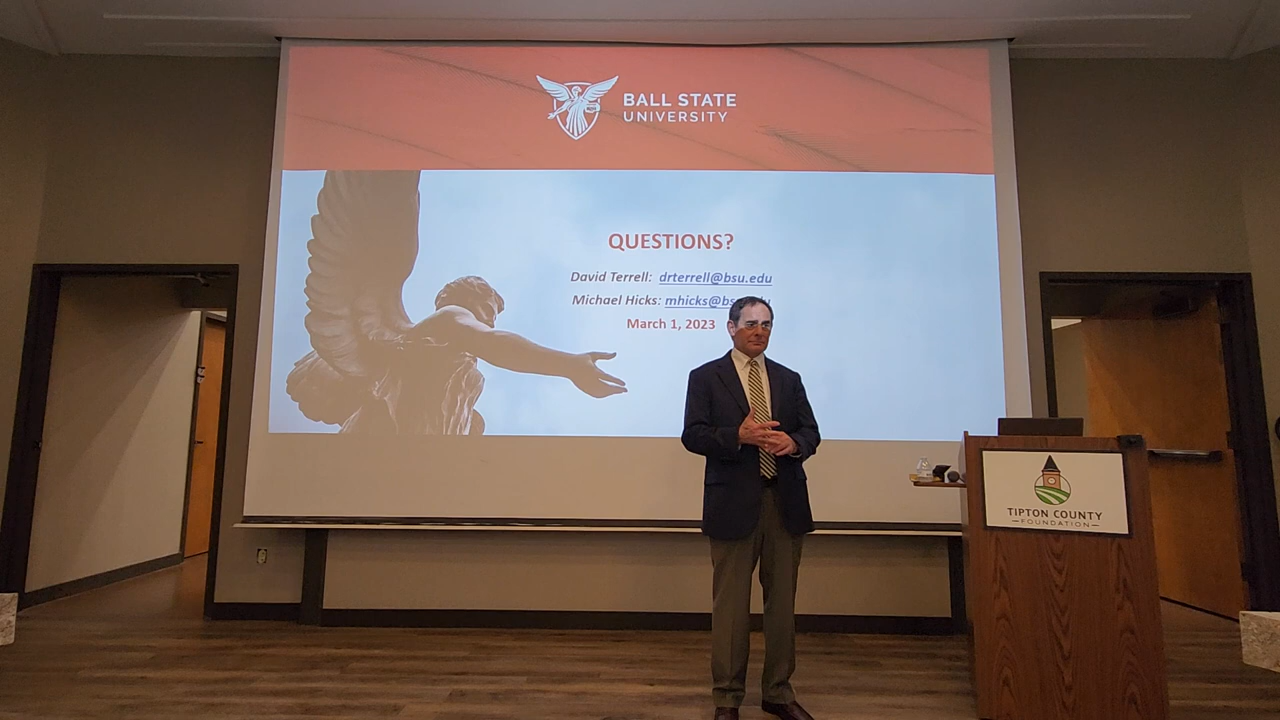 BALL STATE
UNIVERSITY
QUESTIONS?
David Terrell: drterrell@bsu.edu
Michael Hicks:
March 1, 2023
TIPTON COUNTY
FOUNDATION